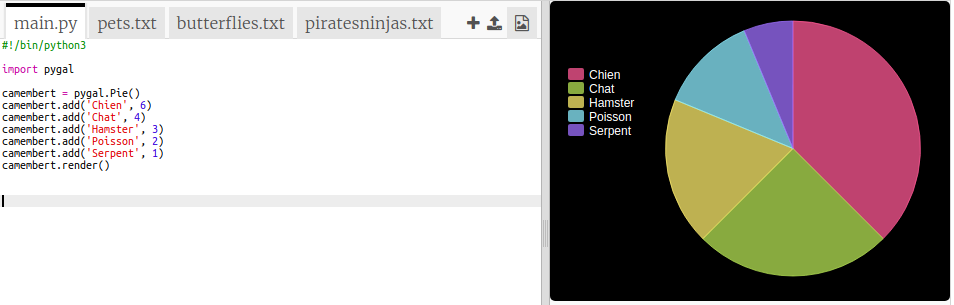 main.py pets.txt butterflies.txt piratesninjas.txt
#!/bin/python3
import pygal
camembert = pygal.Pie()
camembert.add('Chien', 6)
camembert.add('Chat', 4)
camembert.add('Hamster', 3)
camembert.add('Poisson', 2)
camembert.add('Serpent', 1)
camembert.render()
Chien
Chat
Hamster
Poisson
Serpent